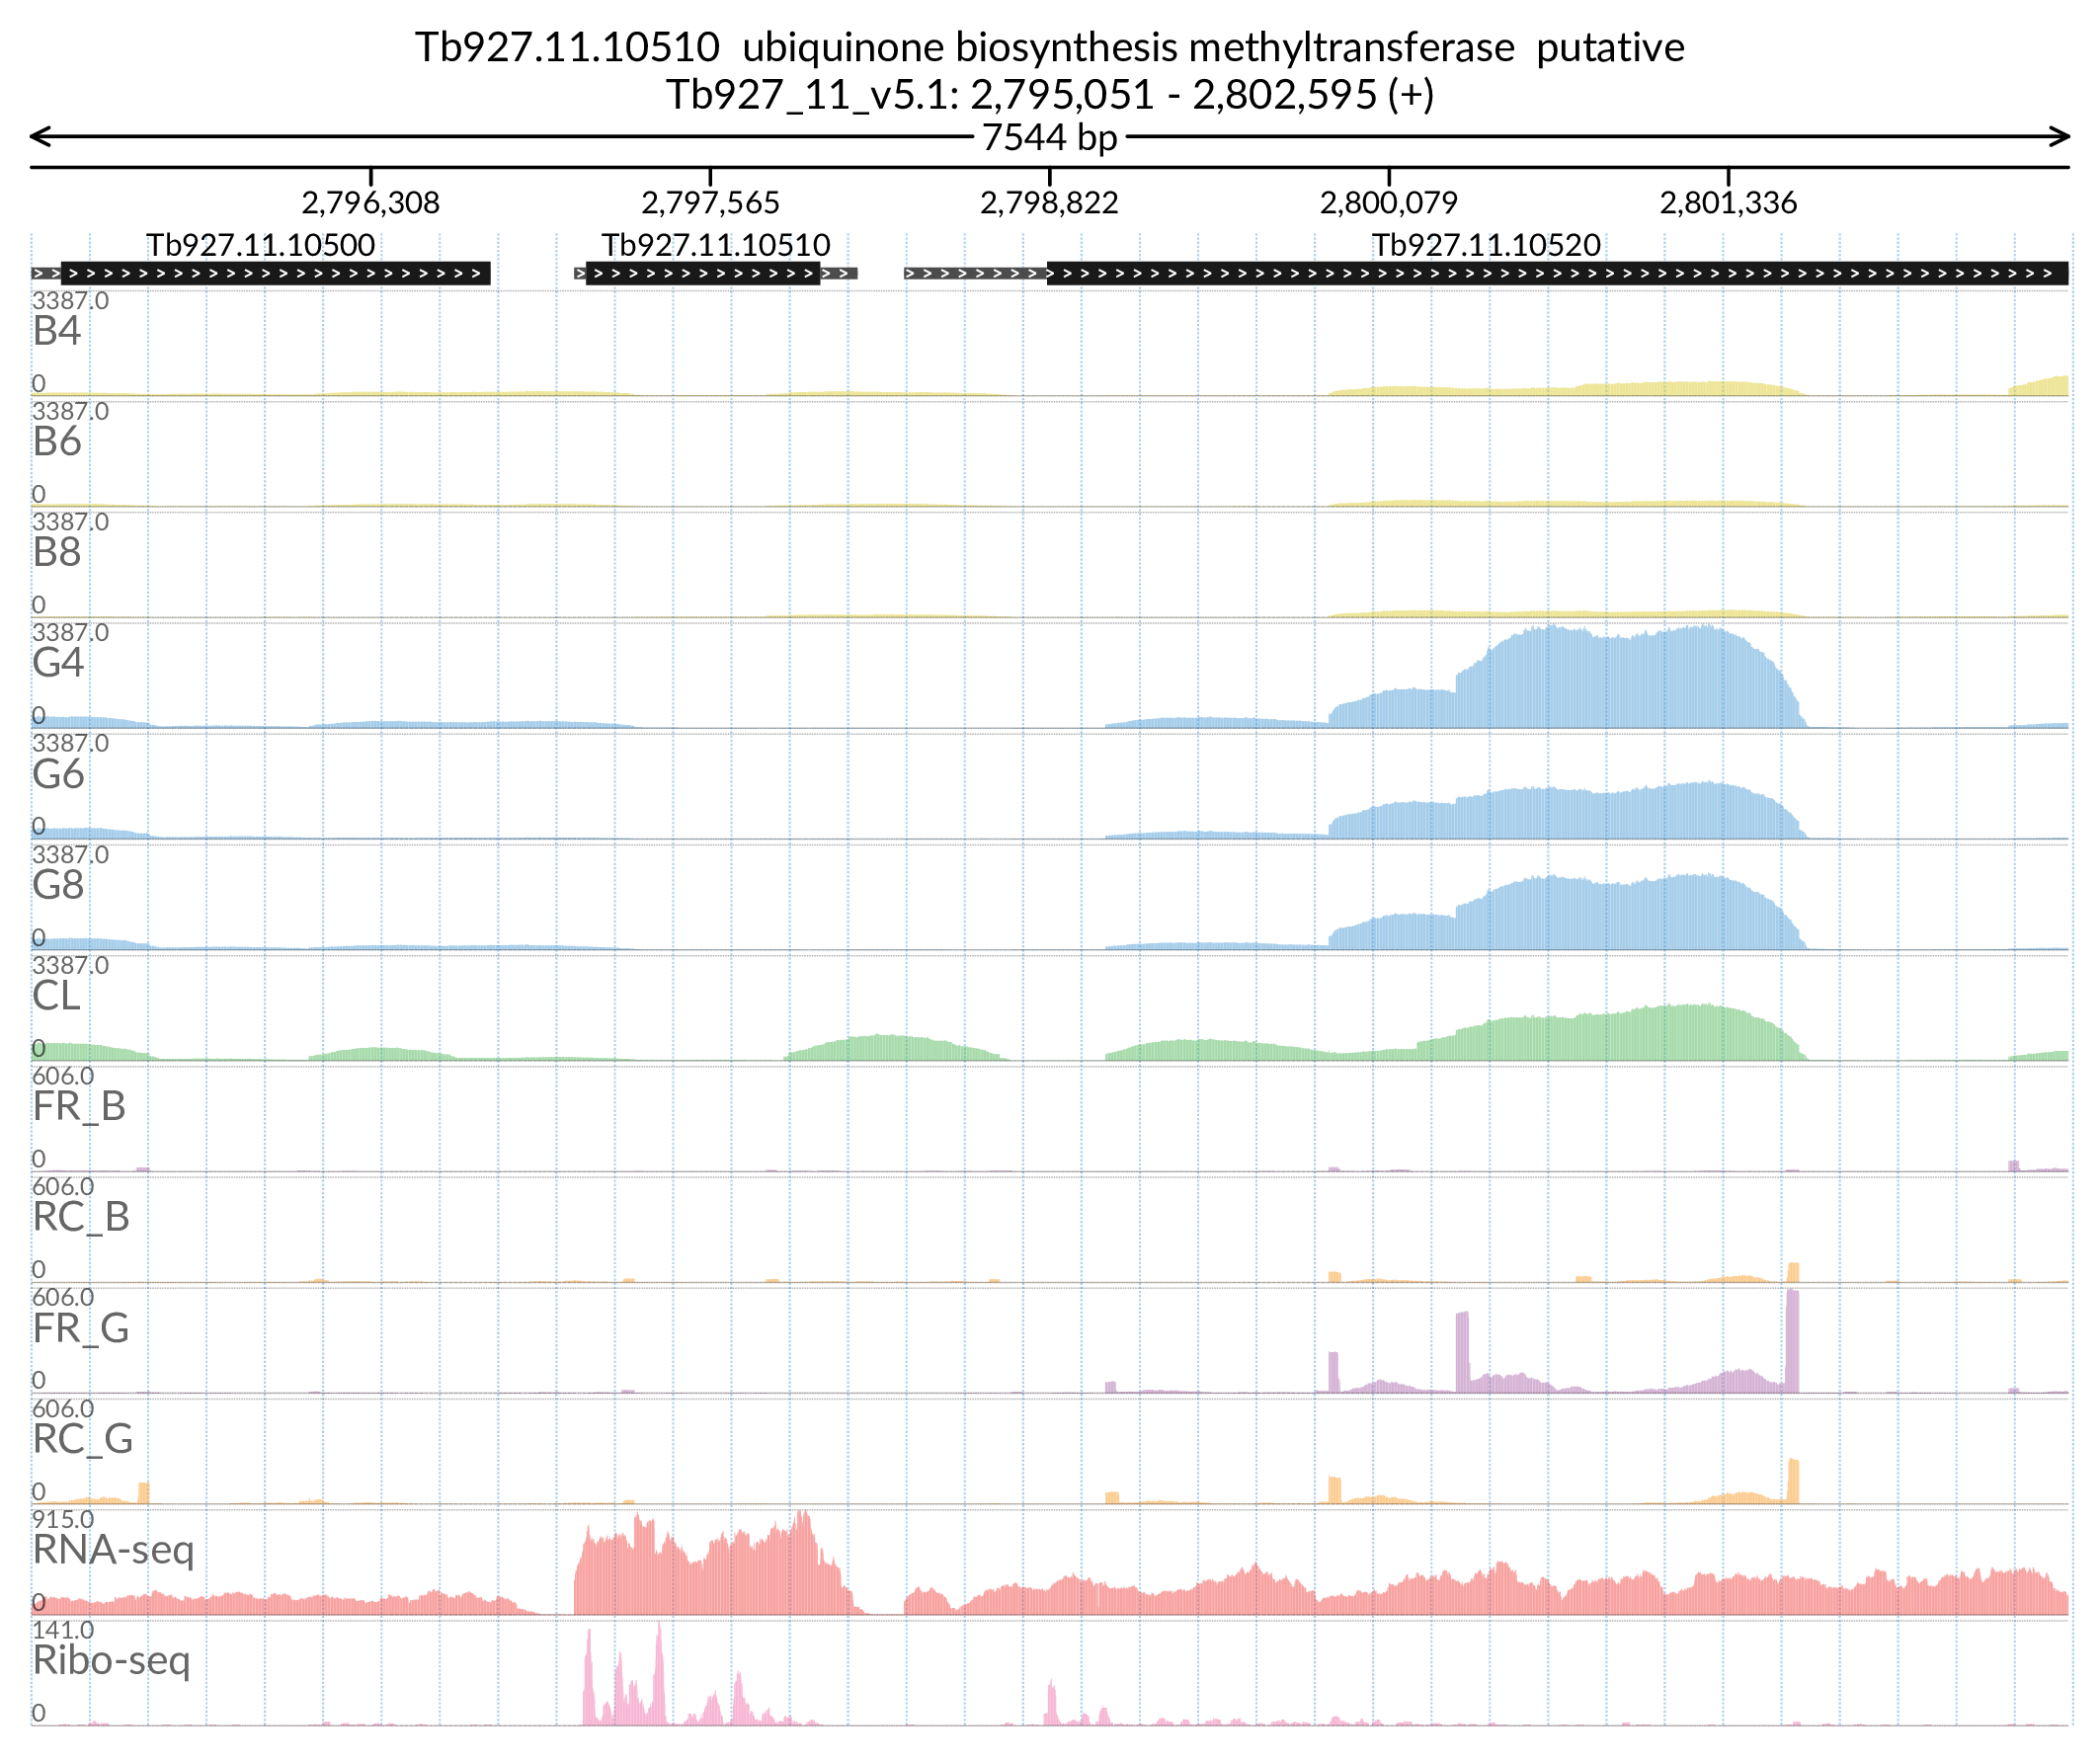 Tb927.11.10510 ubiquinone biosynthesis methyltransferase putative
Tb927_11_v5.1: 2,795,051 - 2,802,595 (+)
7544 bp
2,796,308 2,797,565 2,798,822 2,800,079 2,801,336
Tb927.11.10500 Tb927.11.10510 Tb927.11.10520
3387.0
B4
0
3387.0
B6
0
3387.0
B8
0
3387.0
G4
0
3387.0
G6
0
3387.0
G8
0
3387.0
CL
0
606.0
FR_B
0
606.0
RC_B
0
606.0
FR_G
0
606.0
RC_G
0
915.0
RNA-seq
0
141.0
Ribo-seq
0